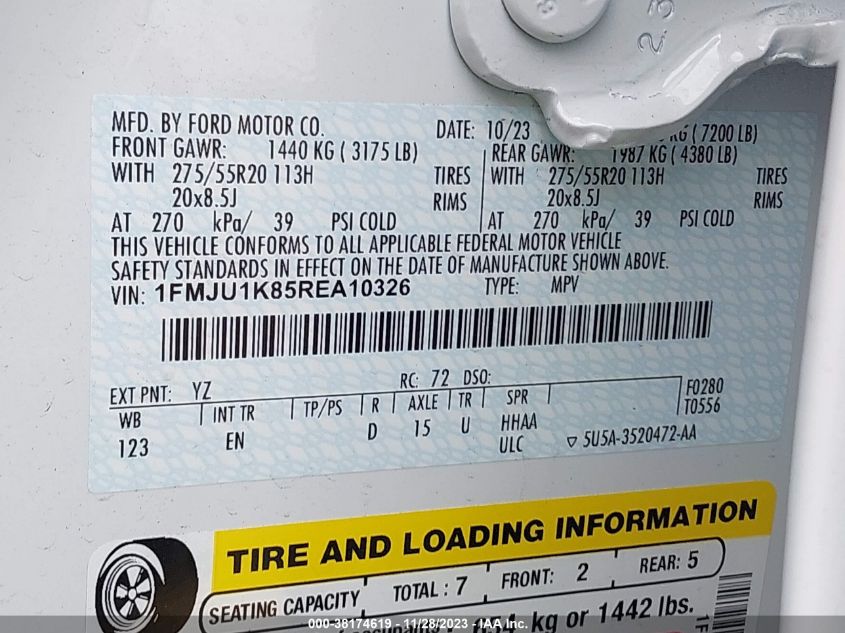 8
23
MFD. BY FORD MOTOR CO. DATE: 10/23 KG ( 7200 LB)
FRONT GAWR: 1440 KG ( 3175 LB) REAR GAWR: 1987 KG ( 4380 LB)
WITH 275/55R20 113H TIRES WITH 275/55R20 113H TIRES
20x8.5J RIMS 20x8.5J RIMS
AT 270 kPa/ 39 PSI COLD AT 270 kPa/ 39 PSI COLD
THIS VEHICLE CONFORMS TO ALL APPLICABLE FEDERAL MOTOR VEHICLE
SAFETY STANDARDS IN EFFECT ON THE DATE OF MANUFACTURE SHOWN ABOVE.
VIN: 1FMJU1K85REA10326 TYPE: MPV
EXT PNT: YZ RC: 72 DSO:
WB INT TR TP/PS R AXLE TR SPR F0280
T0556
123 EN D 15 U HHAA
ULC 5U5A-3520472-AA
TIRE AND LOADING INFORMATION
SEATING CAPACITY TOTAL : 7 FRONT: 2 REAR: 5
kg or 1442 lbs.
000-38174619 - 11/28/2023 - IAA Inc.